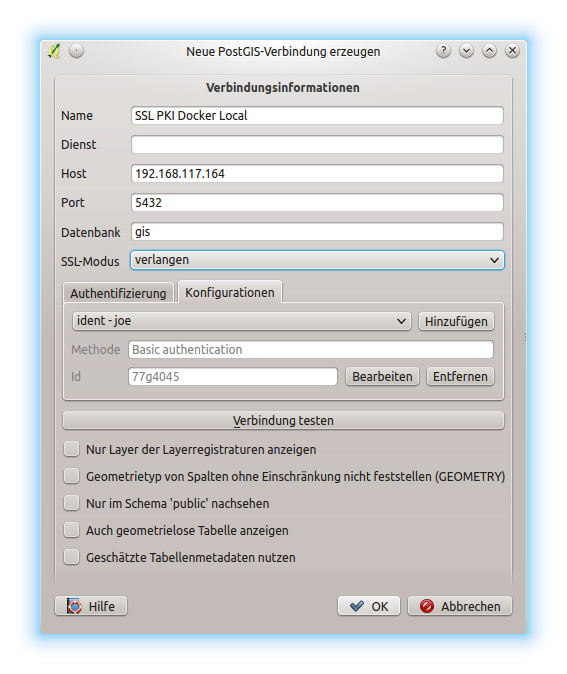 Neue PostGIS-Verbindung erzeugen
Verbindungsinformationen
Name SSL PKI Docker Local
Dienst
Host 192.168.117.164
Port 5432
Datenbank gis
SSL-Modus verlangen
Authentifizierung Konfigurationen
ident - joe Hinzufügen
Methode Basic authentication
Id 77g4045 Bearbeiten Entfernen
Verbindung testen
Nur Layer der Layerregistraturen anzeigen
Geometrietyp von Spalten ohne Einschränkung nicht feststellen (GEOMETRY)
Nur im Schema 'public' nachsehen
Auch geometrielose Tabelle anzeigen
Geschätzte Tabellenmetadaten nutzen
Hilfe OK Abbrechen